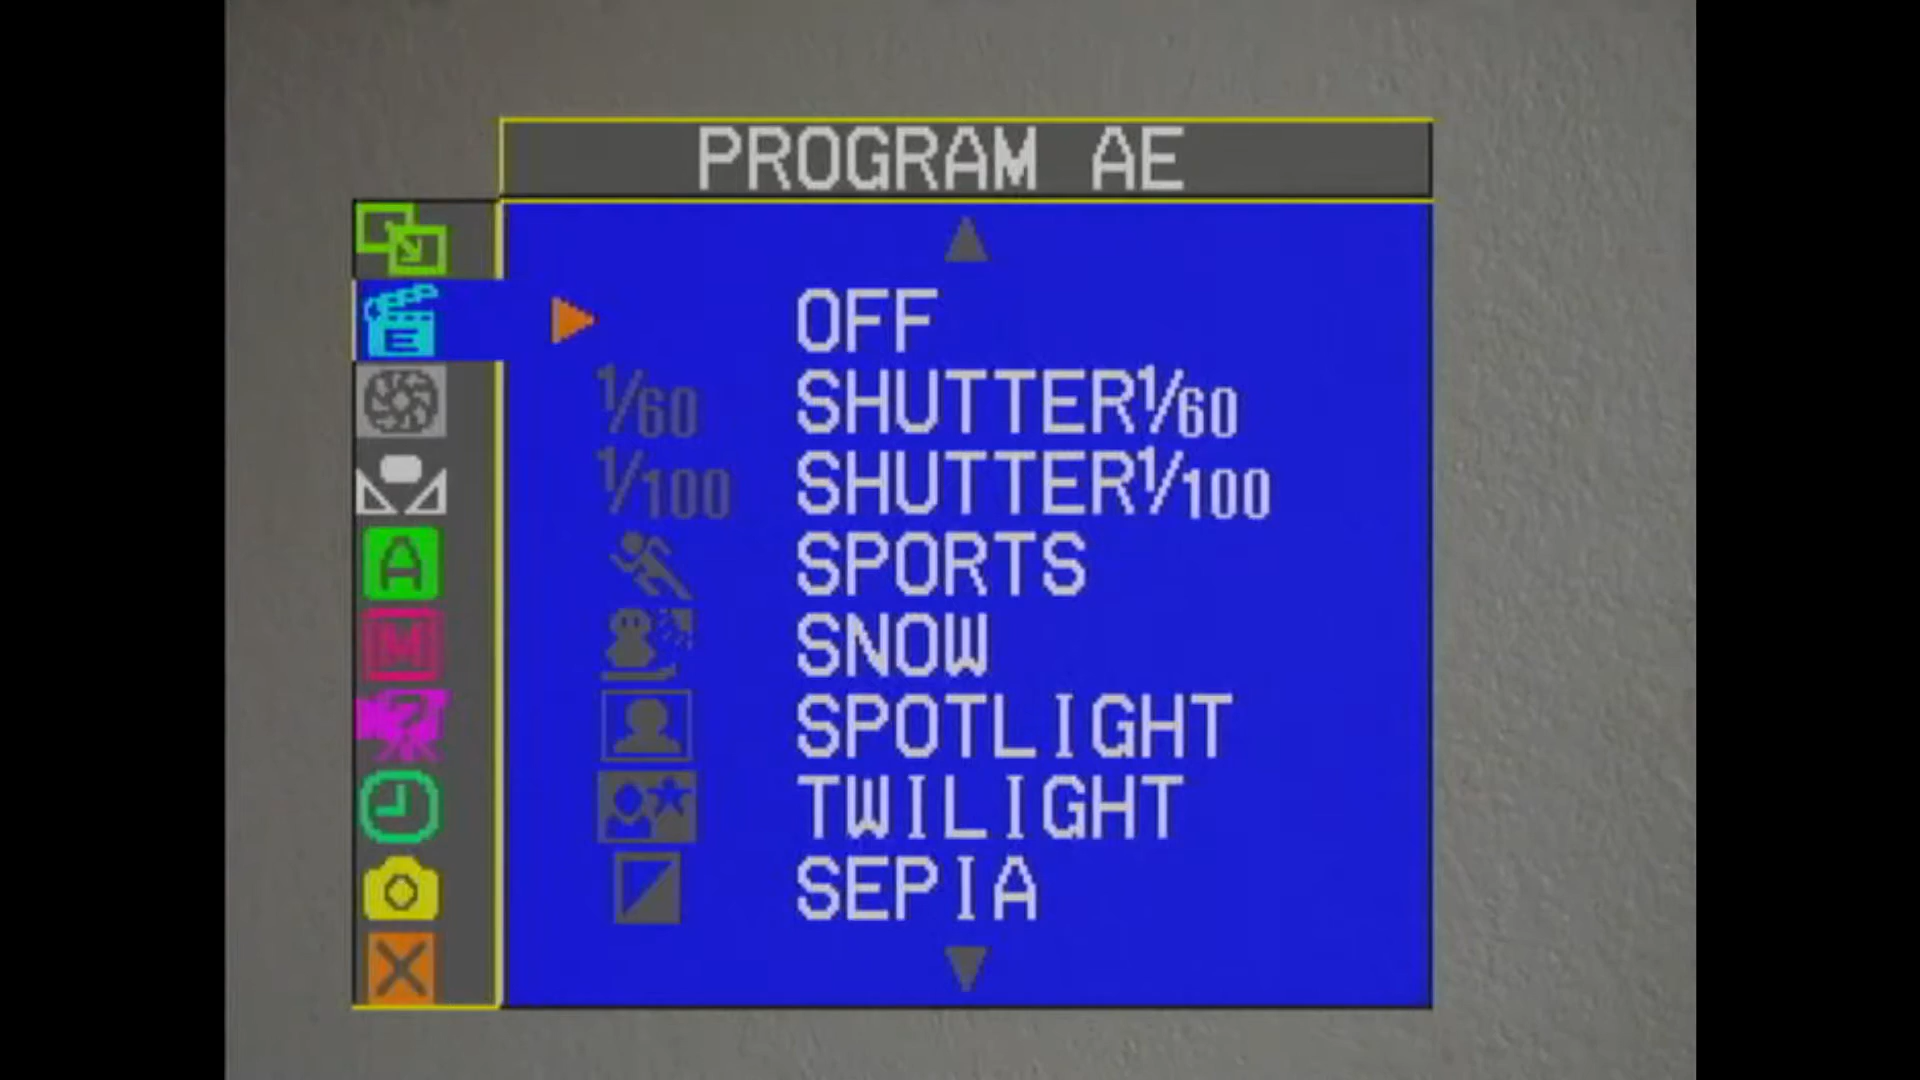 PROGRAM AE
E
OFF
1/60 SHUTTER1/60
1/100 SHUTTER1/100
A
SPORTS
M
SNOW
?
SPOTLIGHT
TWILIGHT
SEPIA